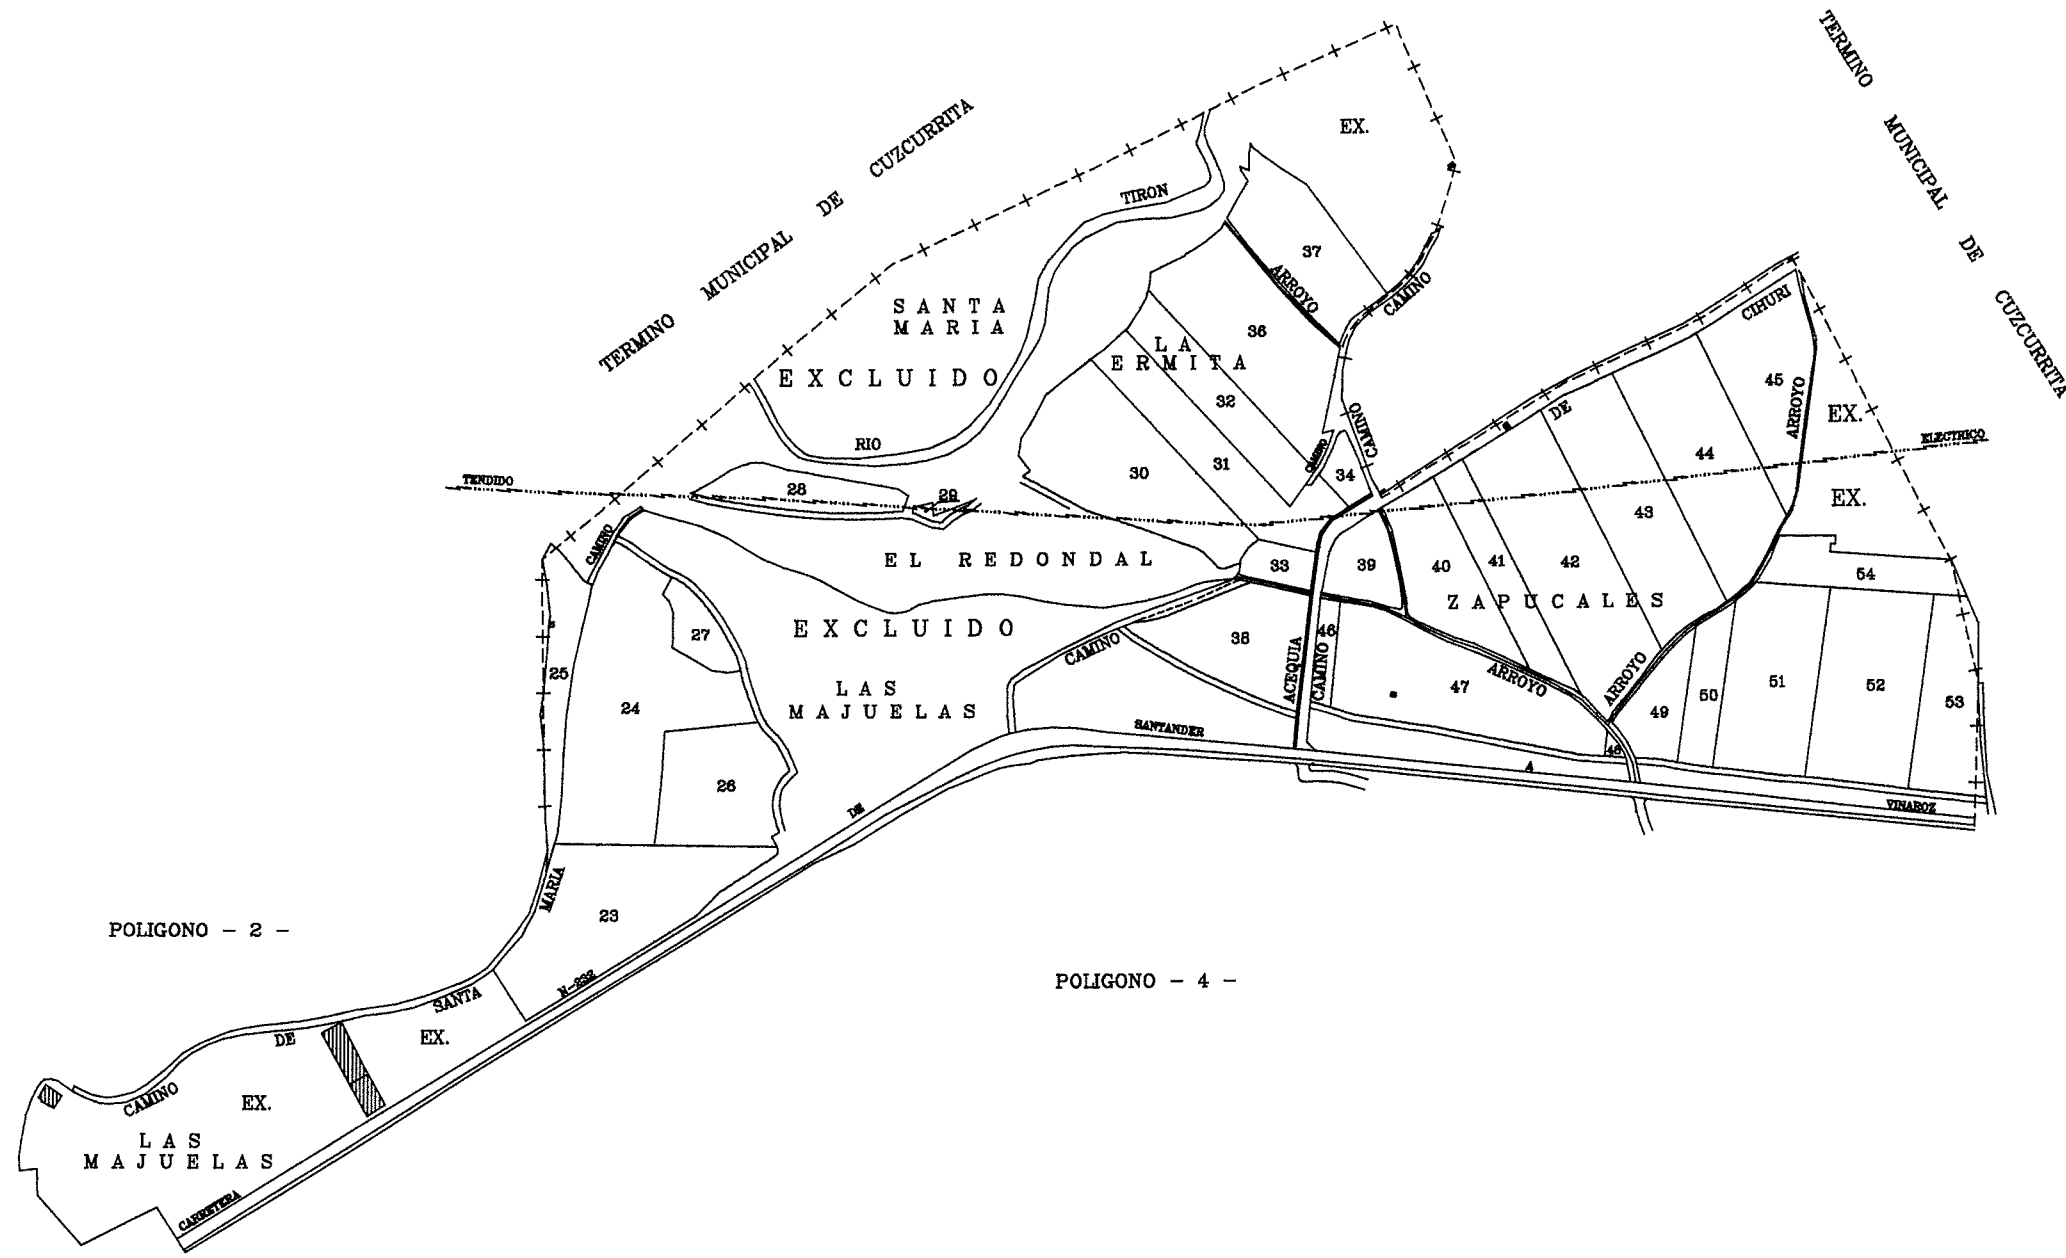 TERMINO MUNICIPAL DE CUZCURRITA
TERMINO MUNICIPAL DE CUZCURRITA
EX.
TIRON
37
ARROYO
CAMINO
SANTA
MARIA
EXCLUIDO
RIO
36
LA
ERMITA
32
31
30
CAMINO
CAMINO
34
CIHURI
DE
45
ARROYO
EX.
ELECTRICO
44
EX.
43
TENDIDO
28
29
CAMINO
EL REDONDAL
33
39
40
41
42
54
ZAPUCALES
EXCLUIDO
27
25
24
CAMINO
38
46
ACEQUIA
CAMINO
47
ARROYO
ARROYO
49
50
51
52
53
LAS
MAJUELAS
SANTANDER
48
A
26
DE
VINAROZ
MARIA
23
POLIGONO - 2 -
POLIGONO - 4 -
N-232
SANTA
EX.
DE
CAMINO
EX.
LAS
MAJUELAS
CARRETERA